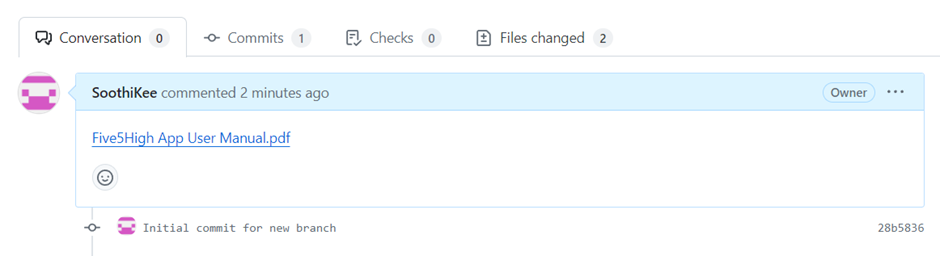 Conversation 0 Commits 1 Checks 0 Files changed 2
SoothiKee commented 2 minutes ago Owner
Five5High App User Manual.pdf
Initial commit for new branch 28b5836